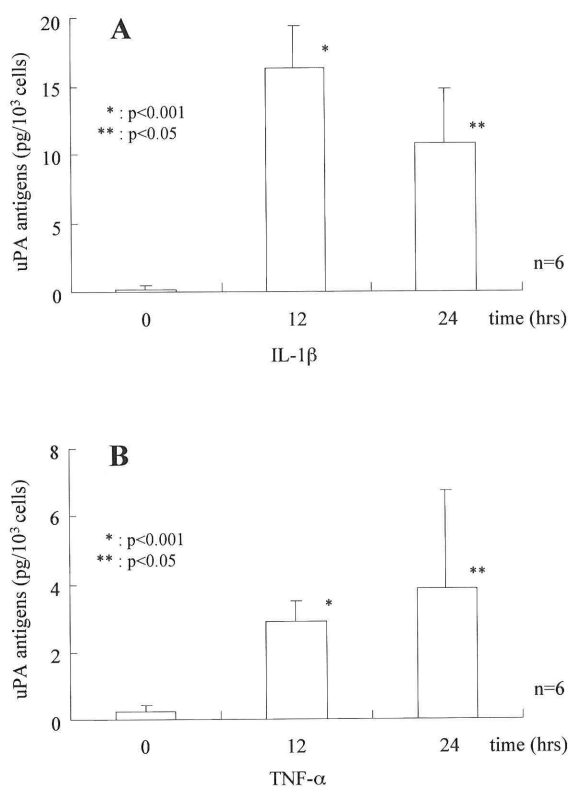 A
uPA antigens (pg/10³ cells)
20
15
10
5
0
* : p<0.001
** : p<0.05
*
**
n=6
0 12 24 time (hrs)
IL-1β
B
uPA antigens (pg/10³ cells)
8
6
4
2
0
* : p<0.001
** : p<0.05
*
**
n=6
0 12 24 time (hrs)
TNF-α